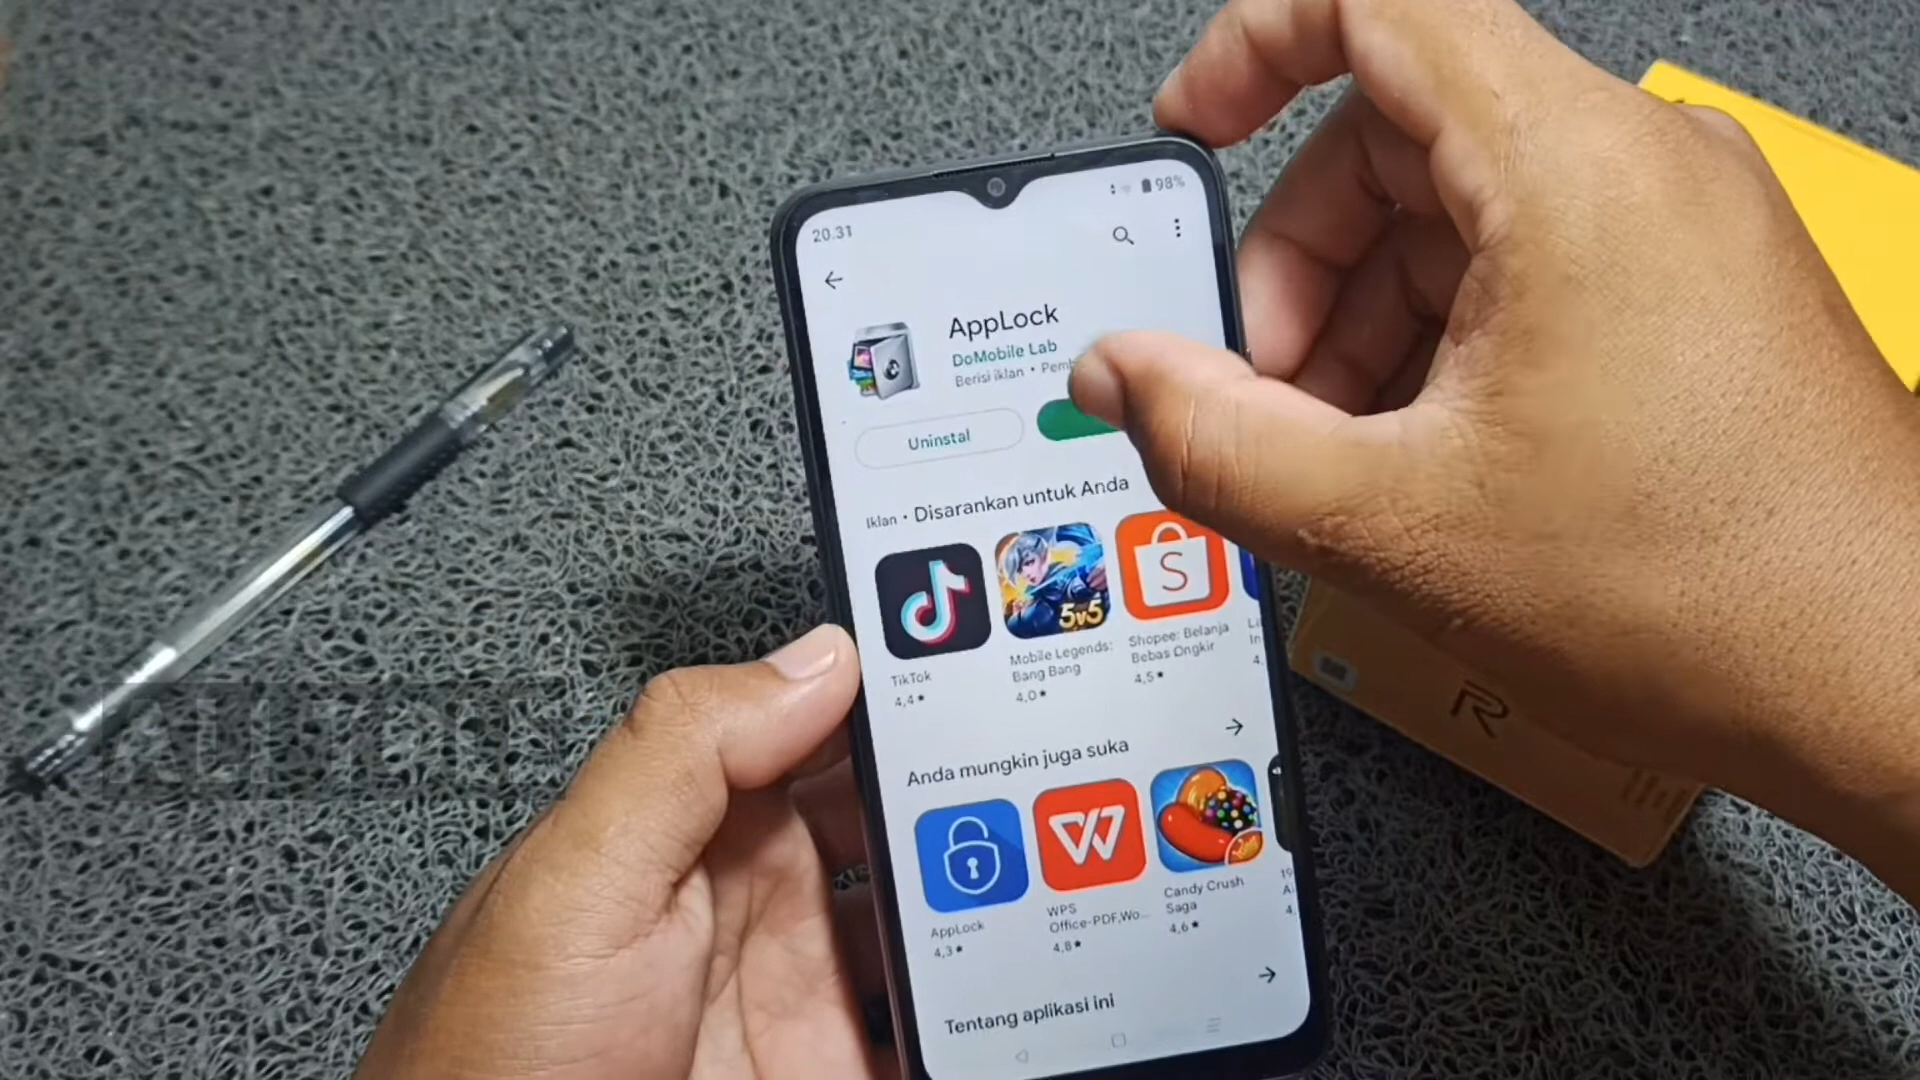 20.31
98%
AppLock
DoMobile Lab
Berisi iklan •
Uninstal
Iklan • Disarankan untuk Anda
TikTok
4,4★
5v5
Mobile Legends:
Bang Bang
4,0★
S
Shopee: Belanja
Bebas Ongkir
4,5★
Anda mungkin juga suka
AppLock
4,3★
W
WPS
Office-PDF,Wo...
4,8★
Candy Crush
Saga
4,6★
Tentang aplikasi ini
R